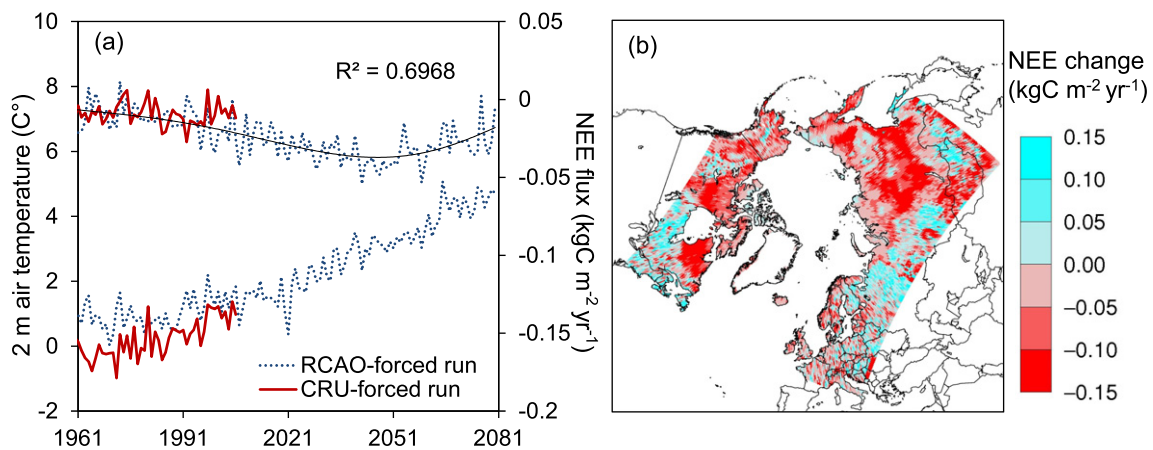 (a)
R² = 0.6968
2 m air temperature (C°)
10
8
6
4
2
0
-2
0.05
0
-0.05
-0.1
-0.15
-0.2
NEE flux (kgC m⁻² yr⁻¹)
RCAO-forced run
CRU-forced run
1961 1991 2021 2051 2081
(b)
NEE change
(kgC m⁻² yr⁻¹)
0.15
0.10
0.05
0.00
−0.05
−0.10
−0.15